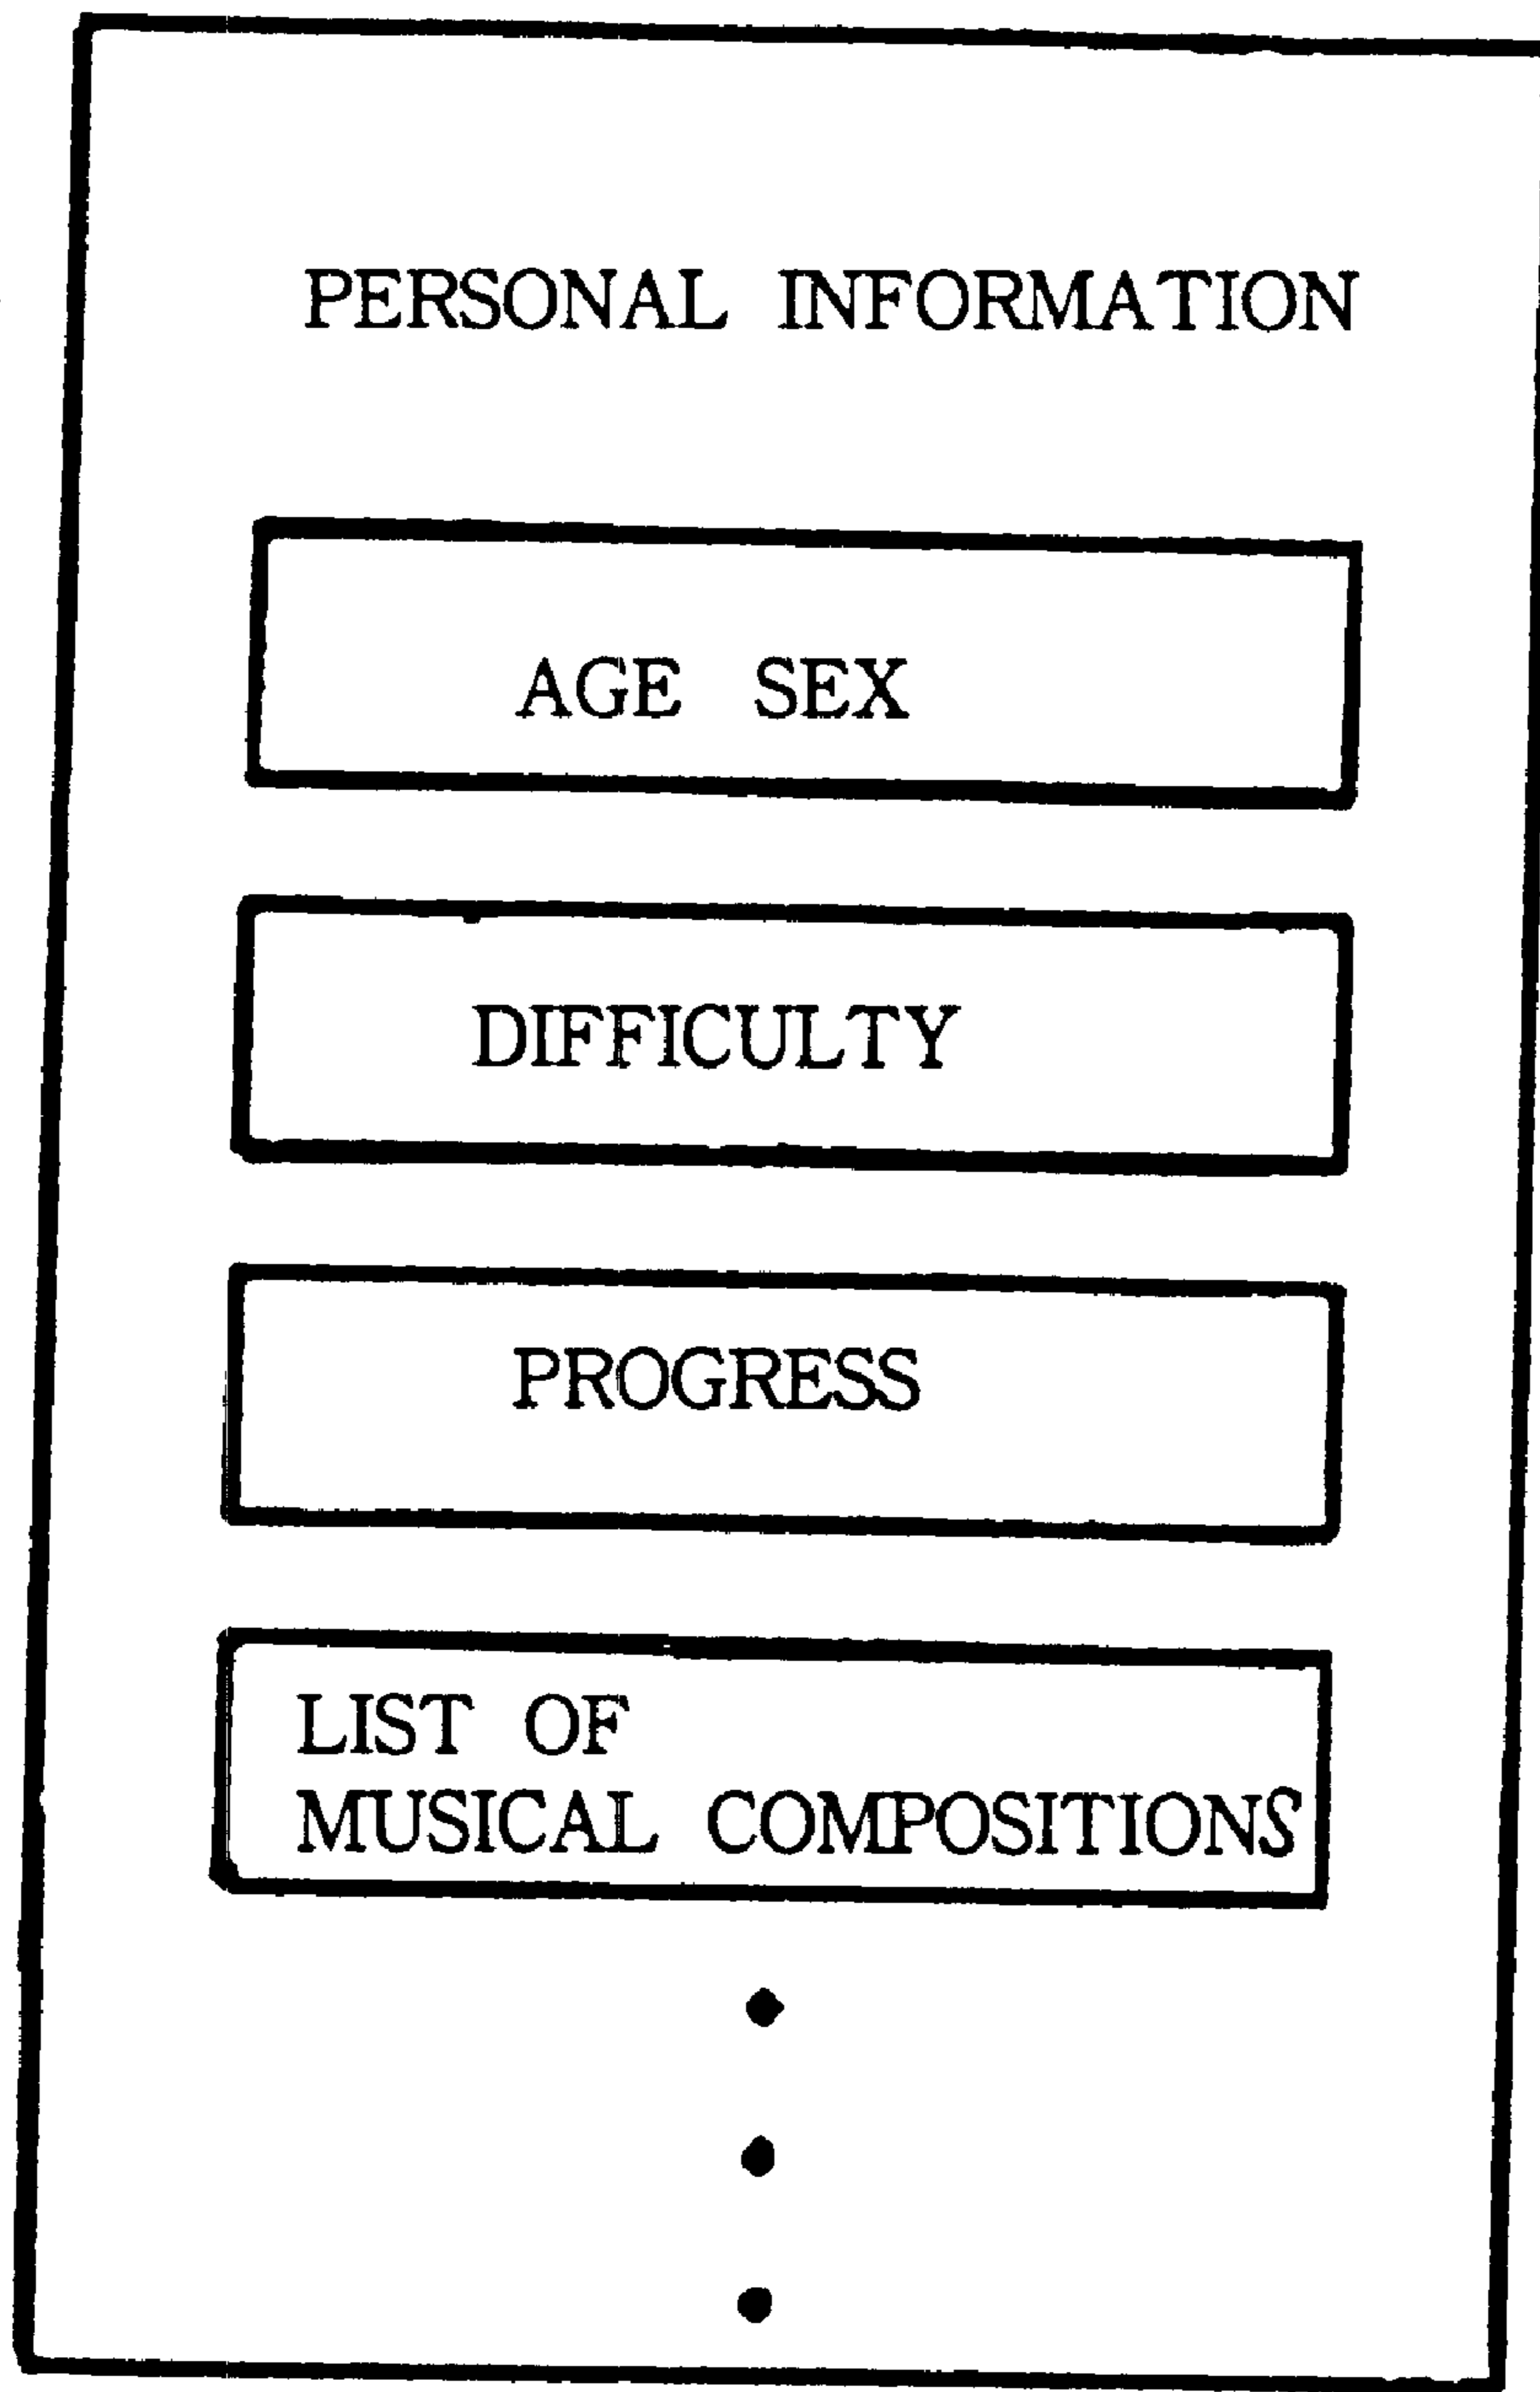 PERSONAL INFORMATION
AGE SEX
DIFFICULTY
PROGRESS
LIST OF
MUSICAL COMPOSITIONS